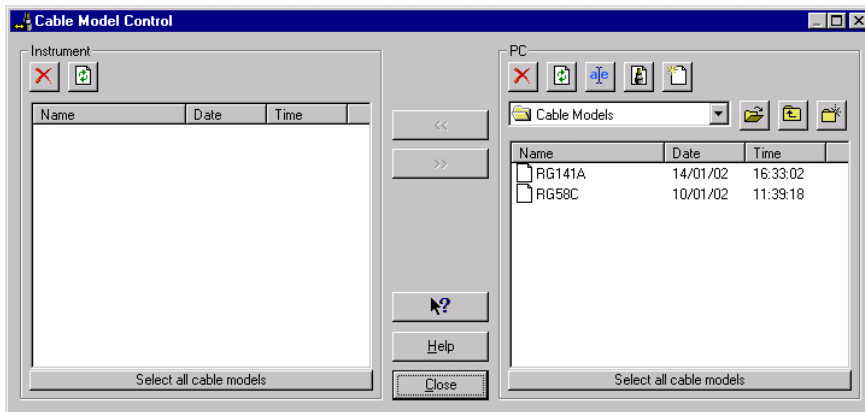 Cable Model Control
Instrument
Name Date Time
Select all cable models
<<
>>
?
Help
Close
PC
a e
Cable Models
Name Date Time
RG141A 14/01/02 16:33:02
RG58C 10/01/02 11:39:18
Select all cable models